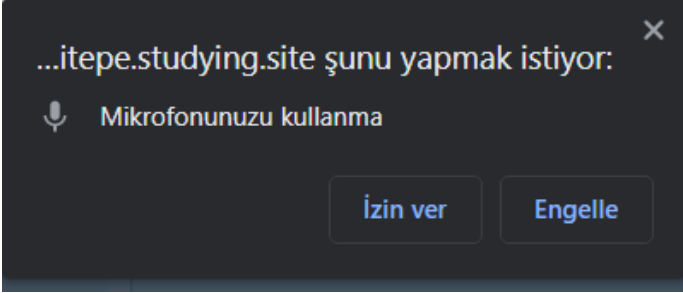 ...itepe.studying.site şunu yapmak istiyor:
Mikrofonunuzu kullanma
İzin ver
Engelle